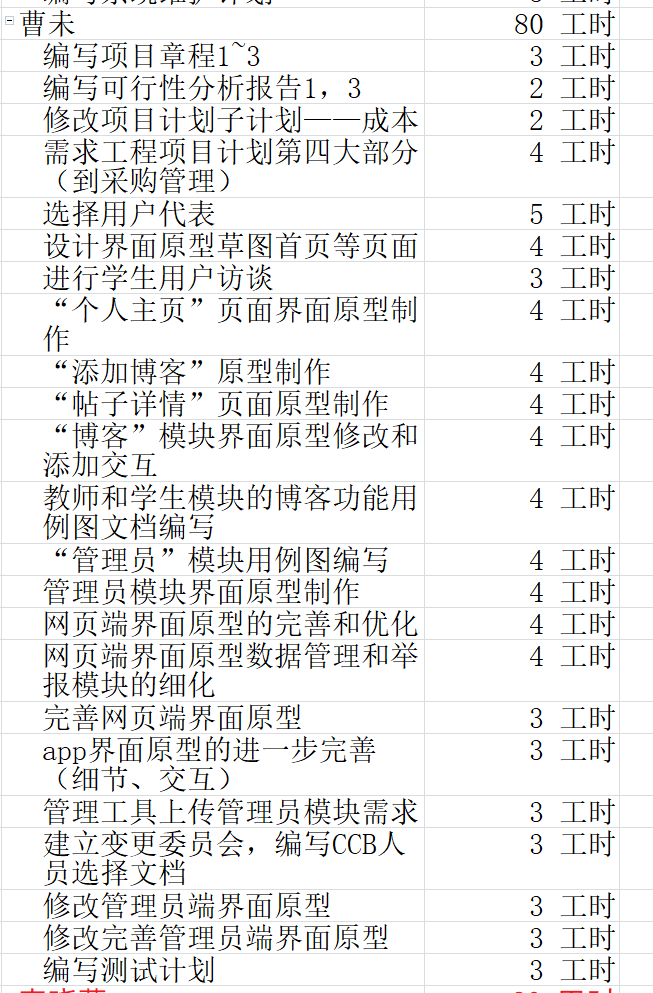 曹未 80 工时
编写项目章程1~3 3 工时
编写可行性分析报告1，3 2 工时
修改项目计划子计划——成本 2 工时
需求工程项目计划第四大部分 4 工时
（到采购管理）
选择用户代表 5 工时
设计界面原型草图首页等页面 4 工时
进行学生用户访谈 3 工时
“个人主页”页面界面原型制 4 工时
作
“添加博客”原型制作 4 工时
“帖子详情”页面原型制作 4 工时
“博客”模块界面原型修改和 4 工时
添加交互
教师和学生模块的博客功能用 4 工时
例图文档编写
“管理员”模块用例图编写 4 工时
管理员模块界面原型制作 4 工时
网页端界面原型的完善和优化 4 工时
网页端界面原型数据管理和举 4 工时
报模块的细化
完善网页端界面原型 3 工时
app界面原型的进一步完善 3 工时
（细节、交互）
管理工具上传管理员模块需求 3 工时
建立变更委员会，编写CCB人 3 工时
员选择文档
修改管理员端界面原型 3 工时
修改完善管理员端界面原型 3 工时
编写测试计划 3 工时